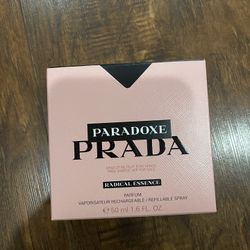 PARADOXE
PRADA
RADICAL ESSENCE
PARFUM
VAPORISATEUR RECHARGEABLE / REFILLABLE SPRAY
℮ 50 ml 1.6 FL. OZ.